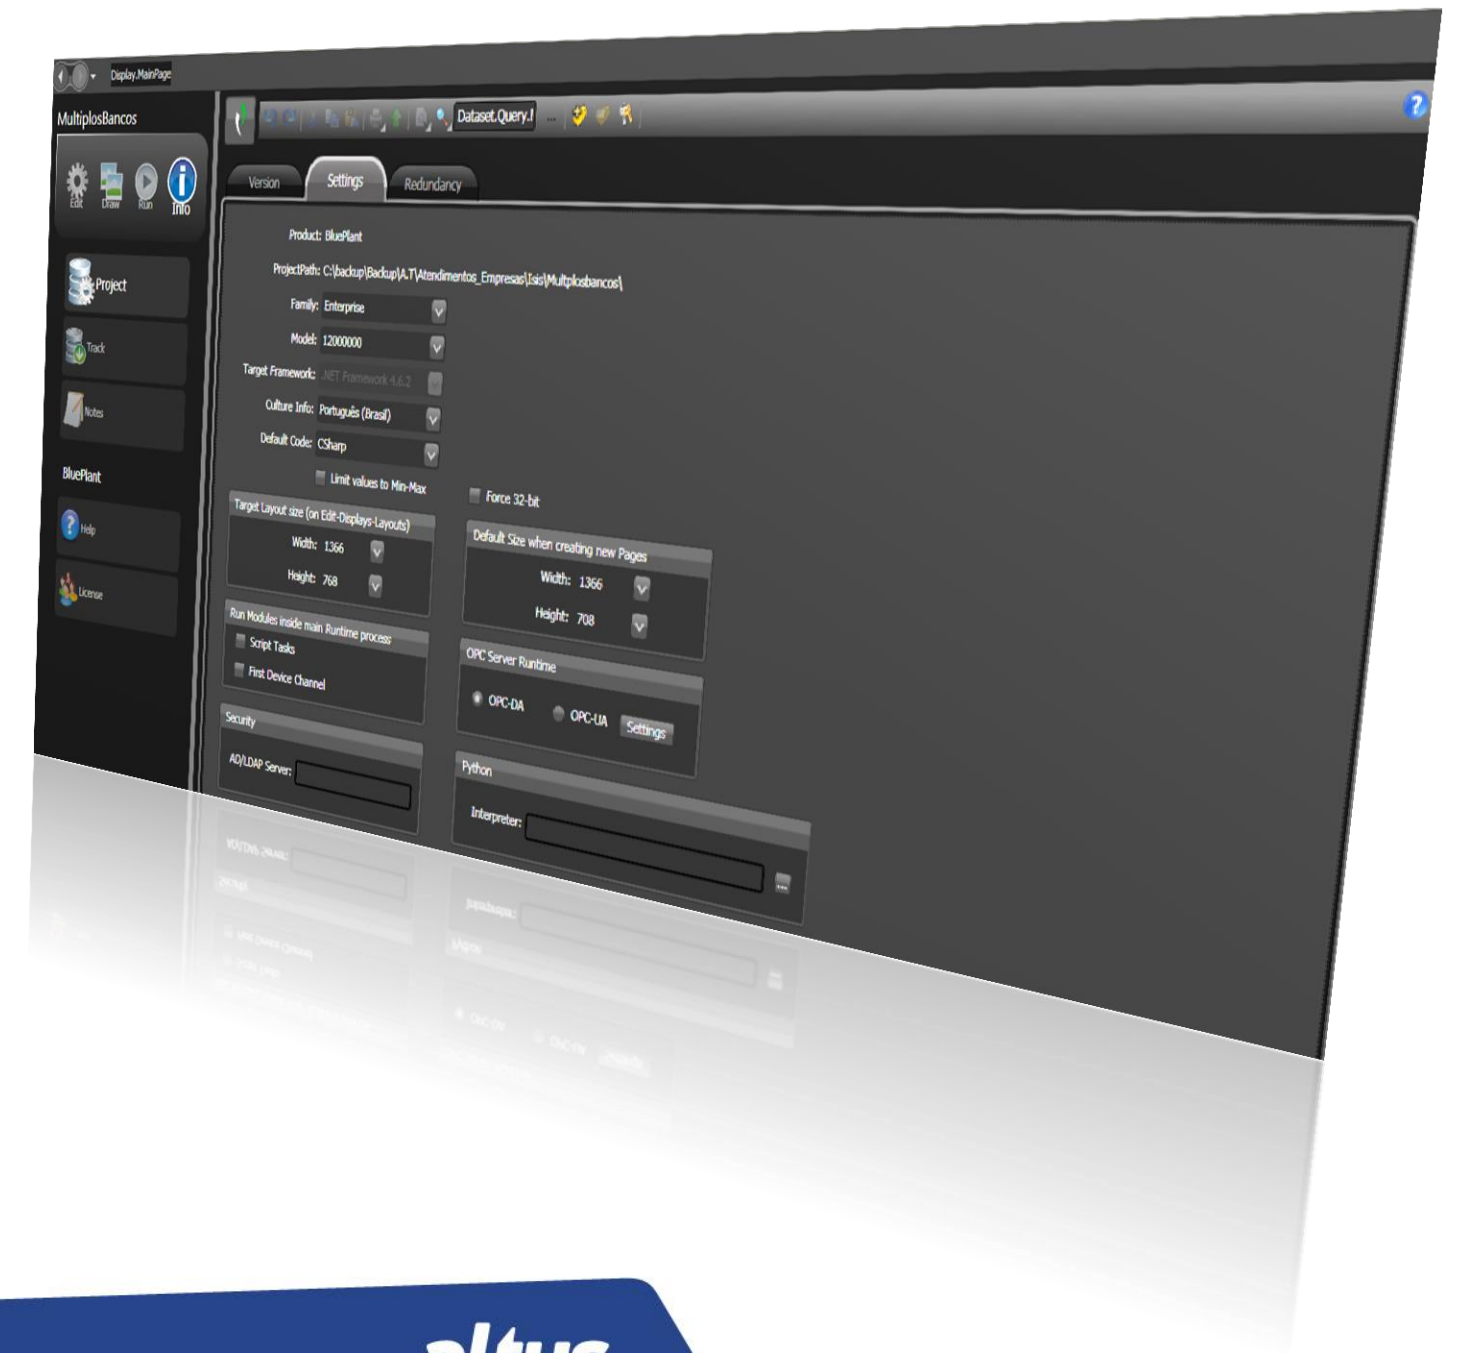 Display.MainPage
MultiplosBancos
Edit Draw Run Info
Project
Track
Notes
BluePlant
Help
License
Dataset.Query.
...
Version Settings Redundancy
Product: BluePlant
ProjectPath: C:\backup\Backup\A.T\Atendimentos_Empresas\Isis\Multplosbancos\
Family: Enterprise
Model: 12000000
Target Framework: .NET Framework 4.6.2
Culture Info: Português (Brasil)
Default Code: CSharp
Limit values to Min-Max
Force 32-bit
Target Layout size (on Edit-Displays-Layouts)
Width: 1366
Height: 768
Default Size when creating new Pages
Width: 1366
Height: 708
Run Modules inside main Runtime process
Script Tasks
First Device Channel
OPC Server Runtime
OPC-DA OPC-UA Settings
Security
AD/LDAP Server:
Python
Interpreter:
...
altus